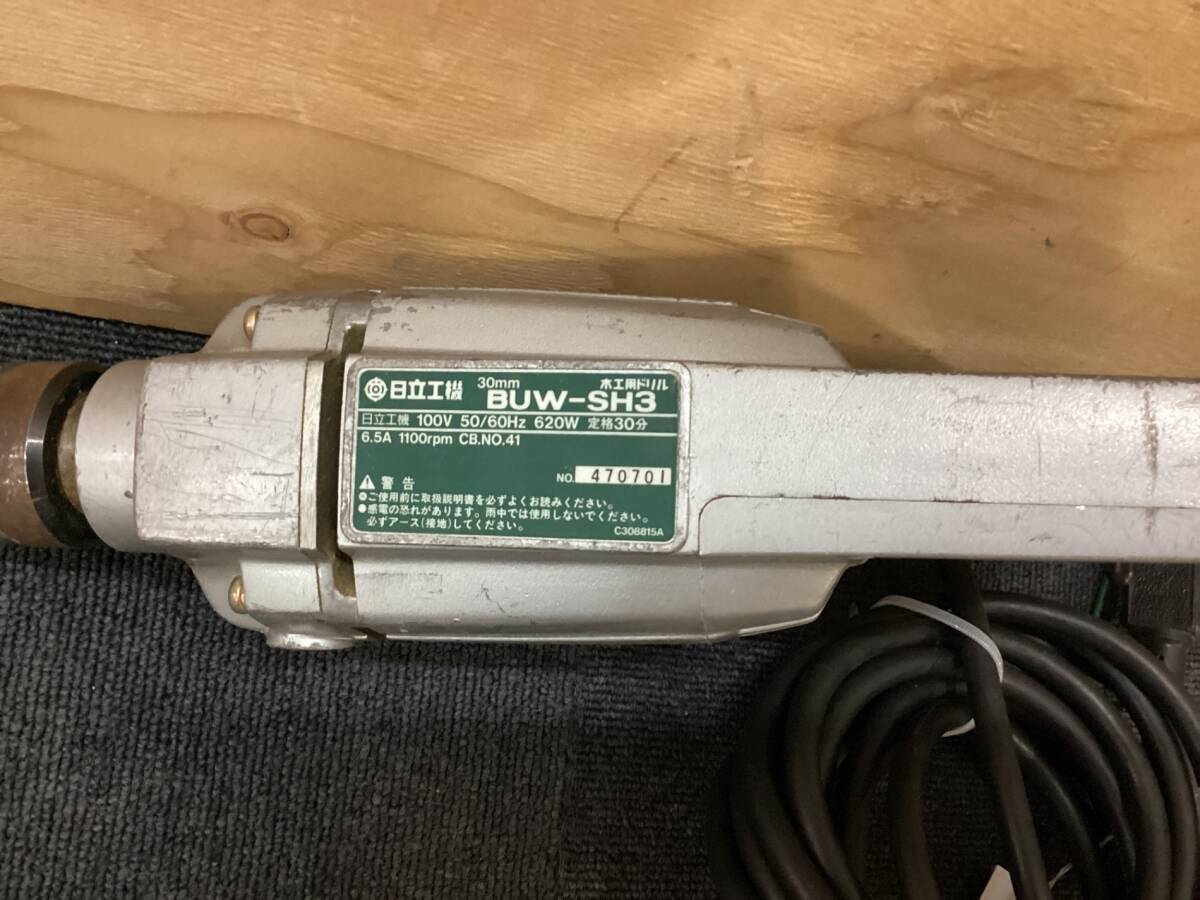 日立工機 30mm 木工用ドリル
BUW-SH3
日立工機 100V 50/60Hz 620W 定格30分
6.5A 1100rpm CB.NO.41
NO. 470701
⚠ 警告
●ご使用前に取扱説明書を必ずよくお読みください。
●感電の恐れがあります。雨中では使用しないでください。
必ずアース(接地)してください。
C306815A